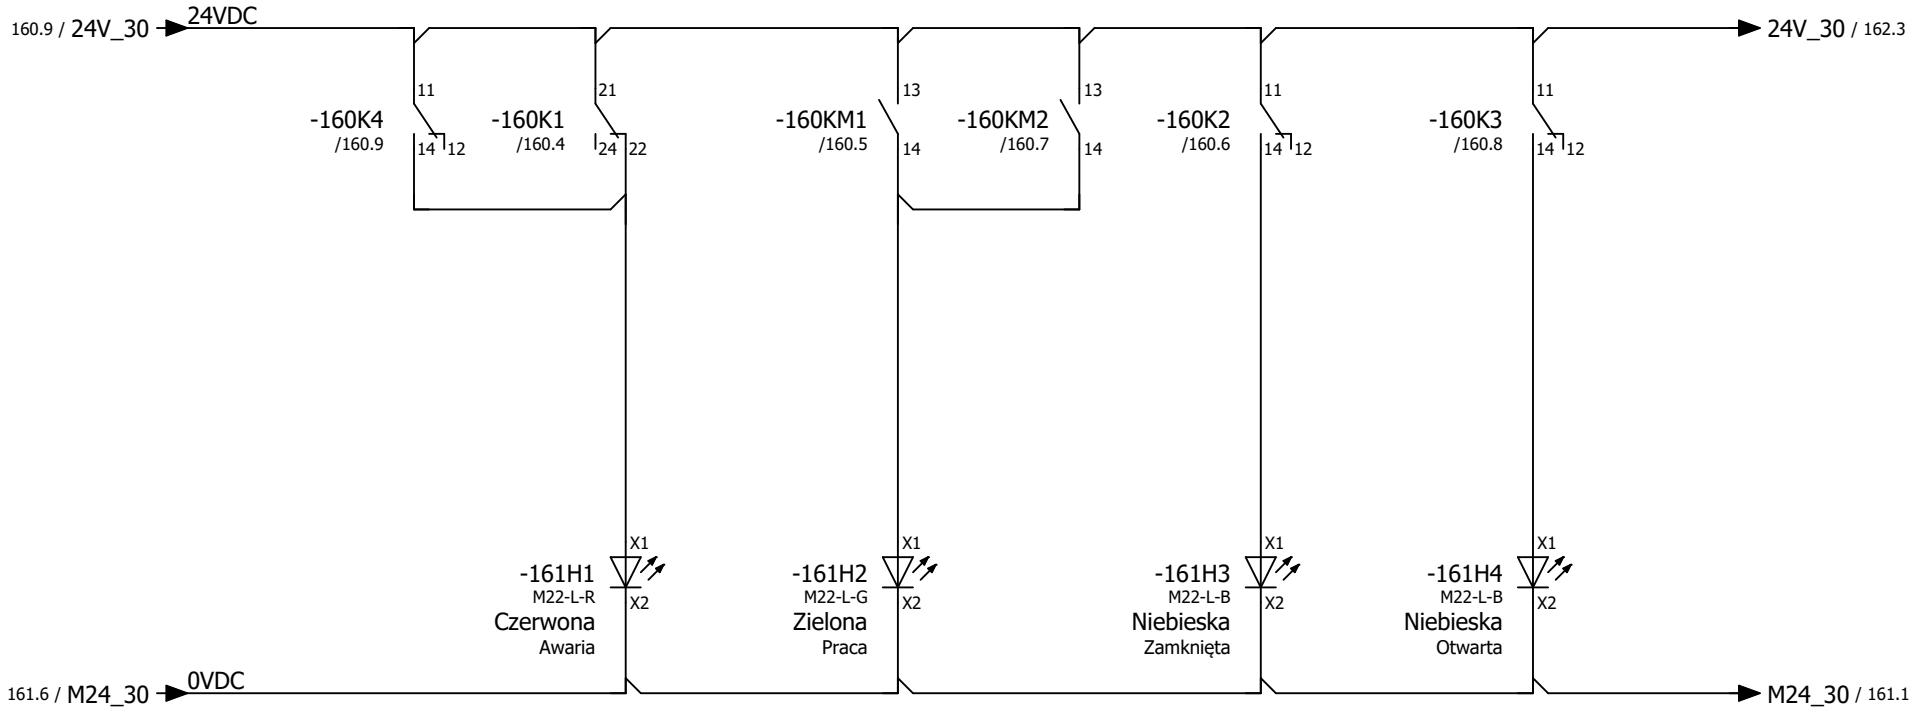 24VDC
160.9 / 24V_30
24V_30 / 162.3
11
21
13
13
11
11
-160K4
-160K1
-160KM1
-160KM2
-160K2
-160K3
/160.9
/160.4
/160.5
/160.7
/160.6
/160.8
14 12
24 22
14
14
14 12
14 12
X1
X1
X1
X1
-161H1
-161H2
-161H3
-161H4
M22-L-R
M22-L-G
M22-L-B
M22-L-B
X2
X2
X2
X2
Czerwona
Zielona
Niebieska
Niebieska
Awaria
Praca
Zamknięta
Otwarta
0VDC
161.6 / M24_30
M24_30 / 161.1